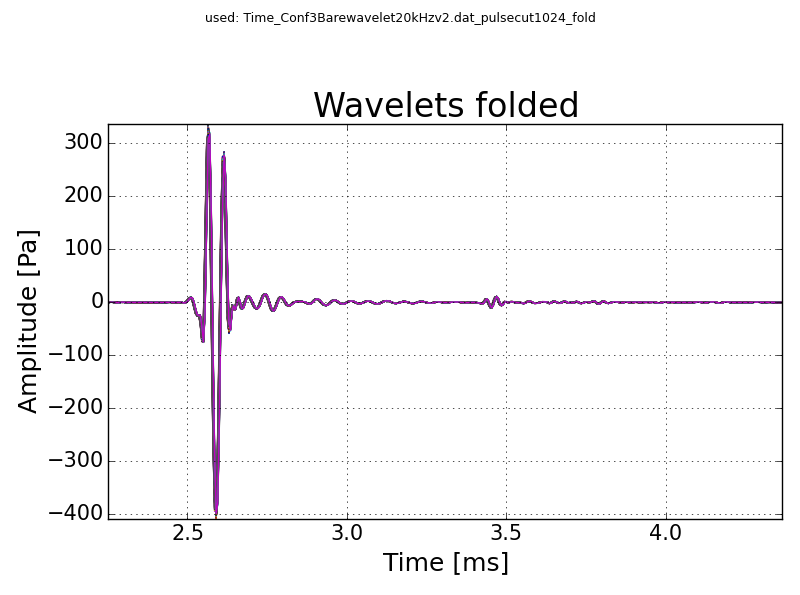 used: Time_Conf3Barewavelet20kHzv2.dat_pulsecut1024_fold
Wavelets folded
300
200
100
0
−100
−200
−300
−400
Amplitude [Pa]
2.5 3.0 3.5 4.0
Time [ms]